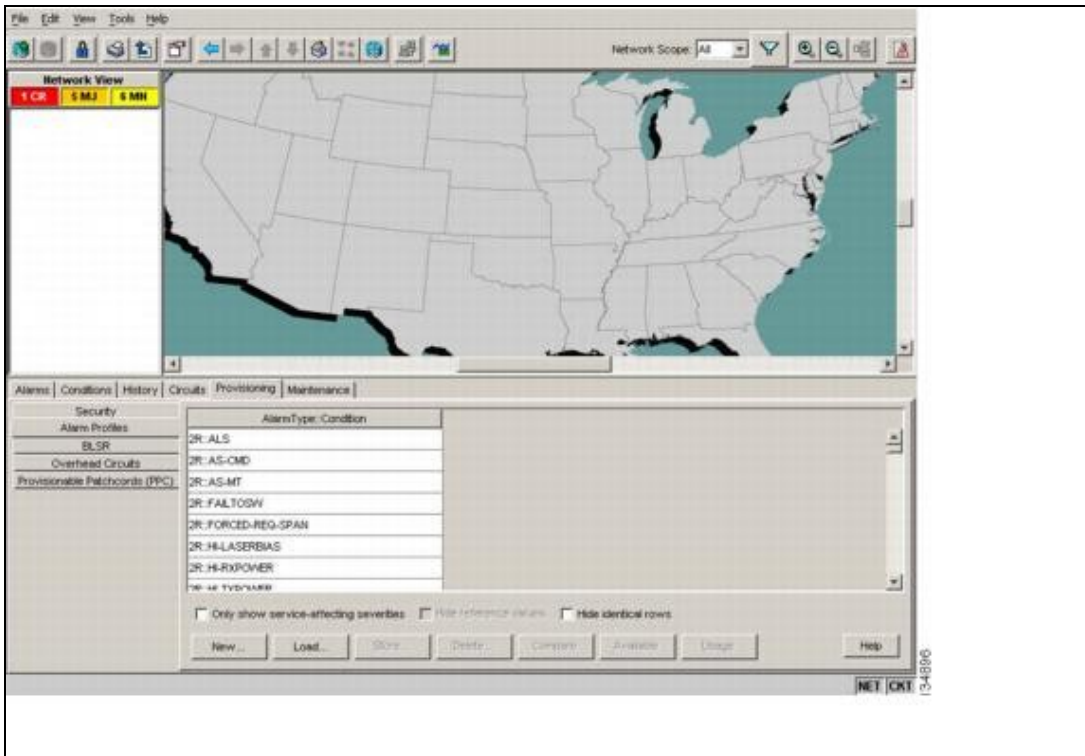 File Edit View Tools Help
Network Scope: All
Network View
1 CR 5 MJ 6 MN
Alarms Conditions History Circuits Provisioning Maintenance
Security
Alarm Profiles
BLSR
Overhead Circuits
Provisionable Patchcords (PPC)
AlarmType::Condition
2R::ALS
2R::AS-CMD
2R::AS-MT
2R::FAILTOSW
2R::FORCED-REQ-SPAN
2R::HI-LASERBIAS
2R::HI-RXPOWER
2R::HI-TXPOWER
Only show service-affecting severities Hide reference values Hide identical rows
New... Load... Store... Delete... Compare Available Usage Help
NET CKT
134896